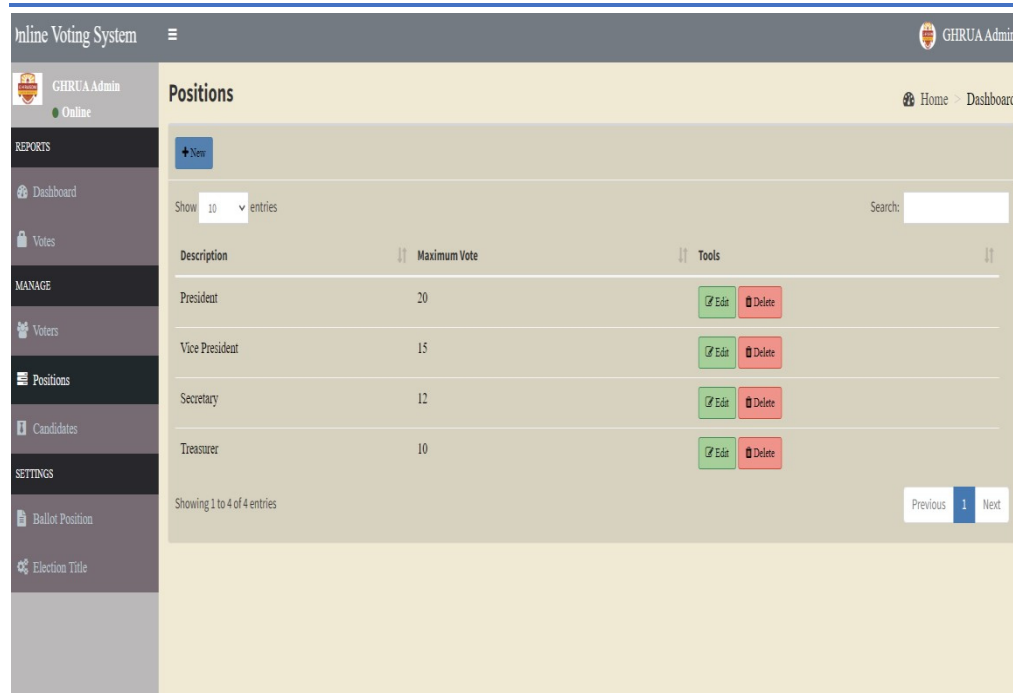 nline Voting System
GHRUA Admin
GHRUA Admin
Online
REPORTS
Dashboard
Votes
MANAGE
Voters
Positions
Candidates
SETTINGS
Ballot Position
Election Title
Positions
Home > Dashboard
New
Show 10 entries
Search:
Description Maximum Vote Tools
President 20 Edit Delete
Vice President 15 Edit Delete
Secretary 12 Edit Delete
Treasurer 10 Edit Delete
Showing 1 to 4 of 4 entries
Previous 1 Next